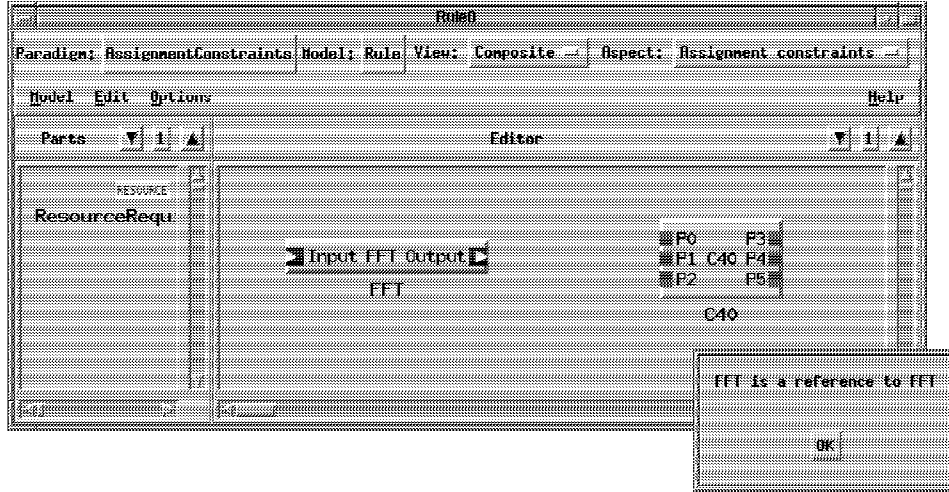 Rule0
Paradigm: AssignmentConstraints Model: Rule View: Composite Aspect: Assignment constraints
Model Edit Options Help
Parts 1 Editor 1
RESOURCE
ResourceRequ
Input FFT Output
FFT
P0 P3
P1 C40 P4
P2 P5
C40
FFT is a reference to FFT
OK